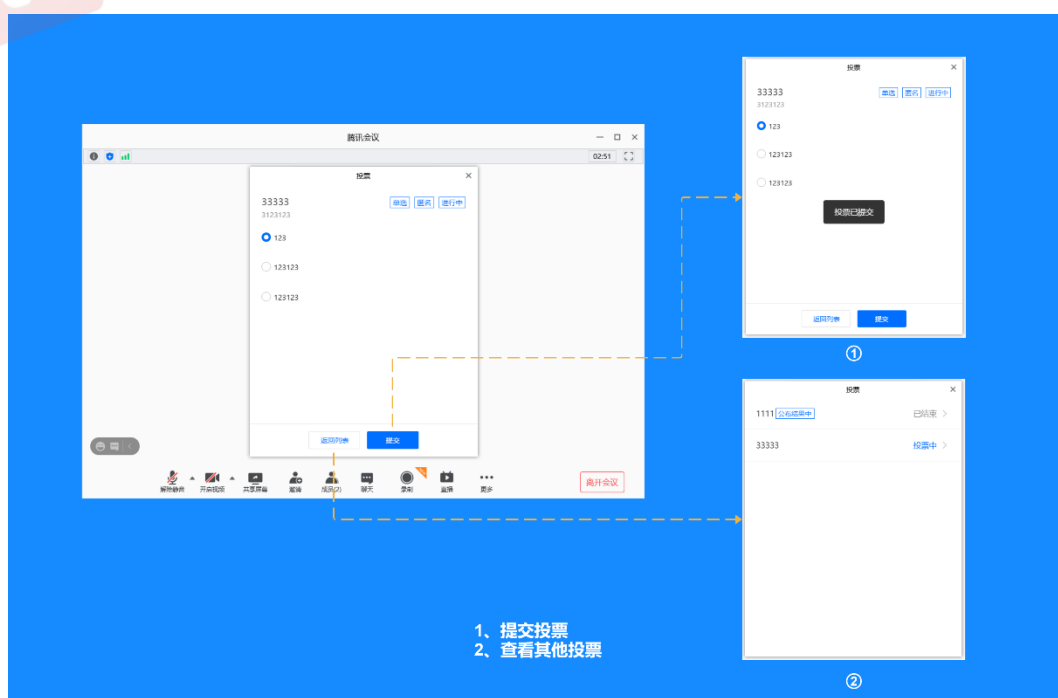 腾讯会议
02:51
投票
33333
单选 匿名 进行中
3123123
123
123123
123123
返回列表 提交
解除静音 开启视频 共享屏幕 邀请 成员(2) 聊天 录制 直播 更多
离开会议
投票
33333
单选 匿名 进行中
3123123
123
123123
123123
投票已提交
返回列表 提交
①
投票
1111 公布结果中 已结束
33333 投票中
②
1、提交投票
2、查看其他投票